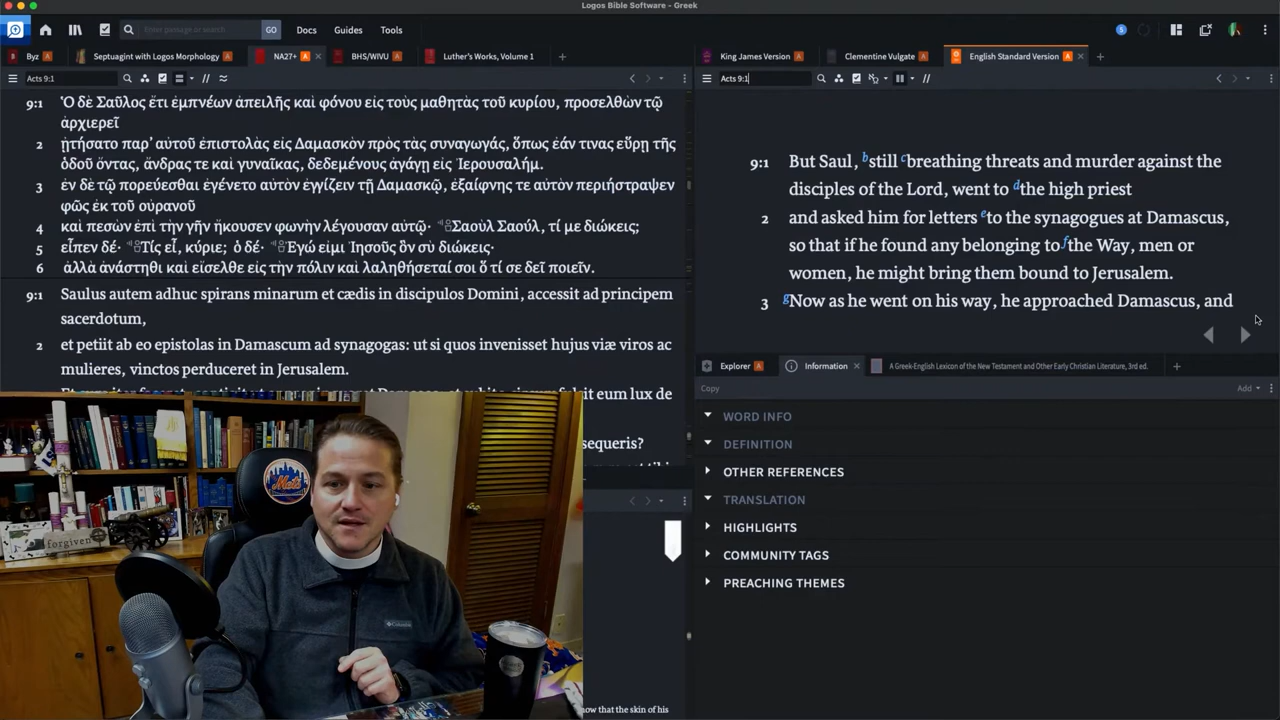 Logos Bible Software - Greek
Enter passage or search
GO
Docs
Guides
Tools
S
Byz A
Septuagint with Logos Morphology A
NA27+ A
BHS/WIVU A
Luther's Works, Volume 1
Acts 9:1
9:1 Ὁ δὲ Σαῦλος ἔτι ἐμπνέων ἀπειλῆς καὶ φόνου εἰς τοὺς μαθητὰς τοῦ κυρίου, προσελθὼν τῷ
ἀρχιερεῖ
2 ᾐτήσατο παρʼ αὐτοῦ ἐπιστολὰς εἰς Δαμασκὸν πρὸς τὰς συναγωγάς, ὅπως ἐάν τινας εὕρῃ τῆς
ὁδοῦ ὄντας, ἄνδρας τε καὶ γυναῖκας, δεδεμένους ἀγάγῃ εἰς Ἰερουσαλήμ.
3 ἐν δὲ τῷ πορεύεσθαι ἐγένετο αὐτὸν ἐγγίζειν τῇ Δαμασκῷ, ἐξαίφνης τε αὐτὸν περιήστραψεν
φῶς ἐκ τοῦ οὐρανοῦ
4 καὶ πεσὼν ἐπὶ τὴν γῆν ἤκουσεν φωνὴν λέγουσαν αὐτῷ· Σαοὺλ Σαούλ, τί με διώκεις;
5 εἶπεν δέ· Τίς εἶ, κύριε; ὁ δέ· Ἐγώ εἰμι Ἰησοῦς ὃν σὺ διώκεις·
6 ἀλλὰ ἀνάστηθι καὶ εἴσελθε εἰς τὴν πόλιν καὶ λαληθήσεταί σοι ὅ τί σε δεῖ ποιεῖν.
9:1 Saulus autem adhuc spirans minarum et cædis in discipulos Domini, accessit ad principem
sacerdotum,
2 et petiit ab eo epistolas in Damascum ad synagogas: ut si quos invenisset hujus viæ viros ac
mulieres, vinctos perduceret in Jerusalem.
eum lux de
sequeris?
now that the skin of his
King James Version A
Clementine Vulgate A
English Standard Version A
Acts 9:1
9:1 But Saul, b still c breathing threats and murder against the
disciples of the Lord, went to d the high priest
2 and asked him for letters e to the synagogues at Damascus,
so that if he found any belonging to f the Way, men or
women, he might bring them bound to Jerusalem.
3 g Now as he went on his way, he approached Damascus, and
Explorer A
Information
A Greek-English Lexicon of the New Testament and Other Early Christian Literature, 3rd ed.
Copy
Add
WORD INFO
DEFINITION
OTHER REFERENCES
TRANSLATION
HIGHLIGHTS
COMMUNITY TAGS
PREACHING THEMES
Mets
forgiven
Columbia